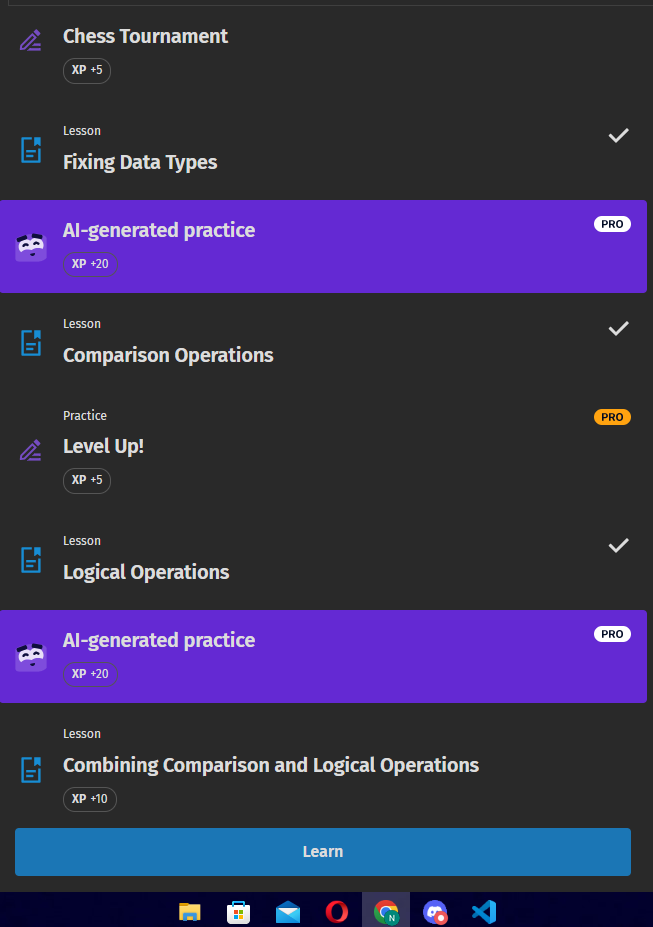 Chess Tournament
XP +5
Lesson
Fixing Data Types
AI-generated practice
PRO
XP +20
Lesson
Comparison Operations
Practice
PRO
Level Up!
XP +5
Lesson
Logical Operations
AI-generated practice
PRO
XP +20
Lesson
Combining Comparison and Logical Operations
XP +10
Learn
N